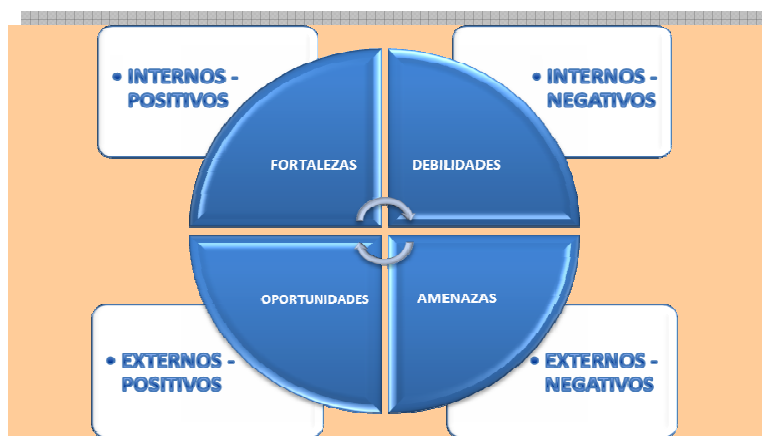 • INTERNOS -
POSITIVOS
• INTERNOS -
NEGATIVOS
FORTALEZAS
DEBILIDADES
OPORTUNIDADES
AMENAZAS
• EXTERNOS -
POSITIVOS
• EXTERNOS -
NEGATIVOS